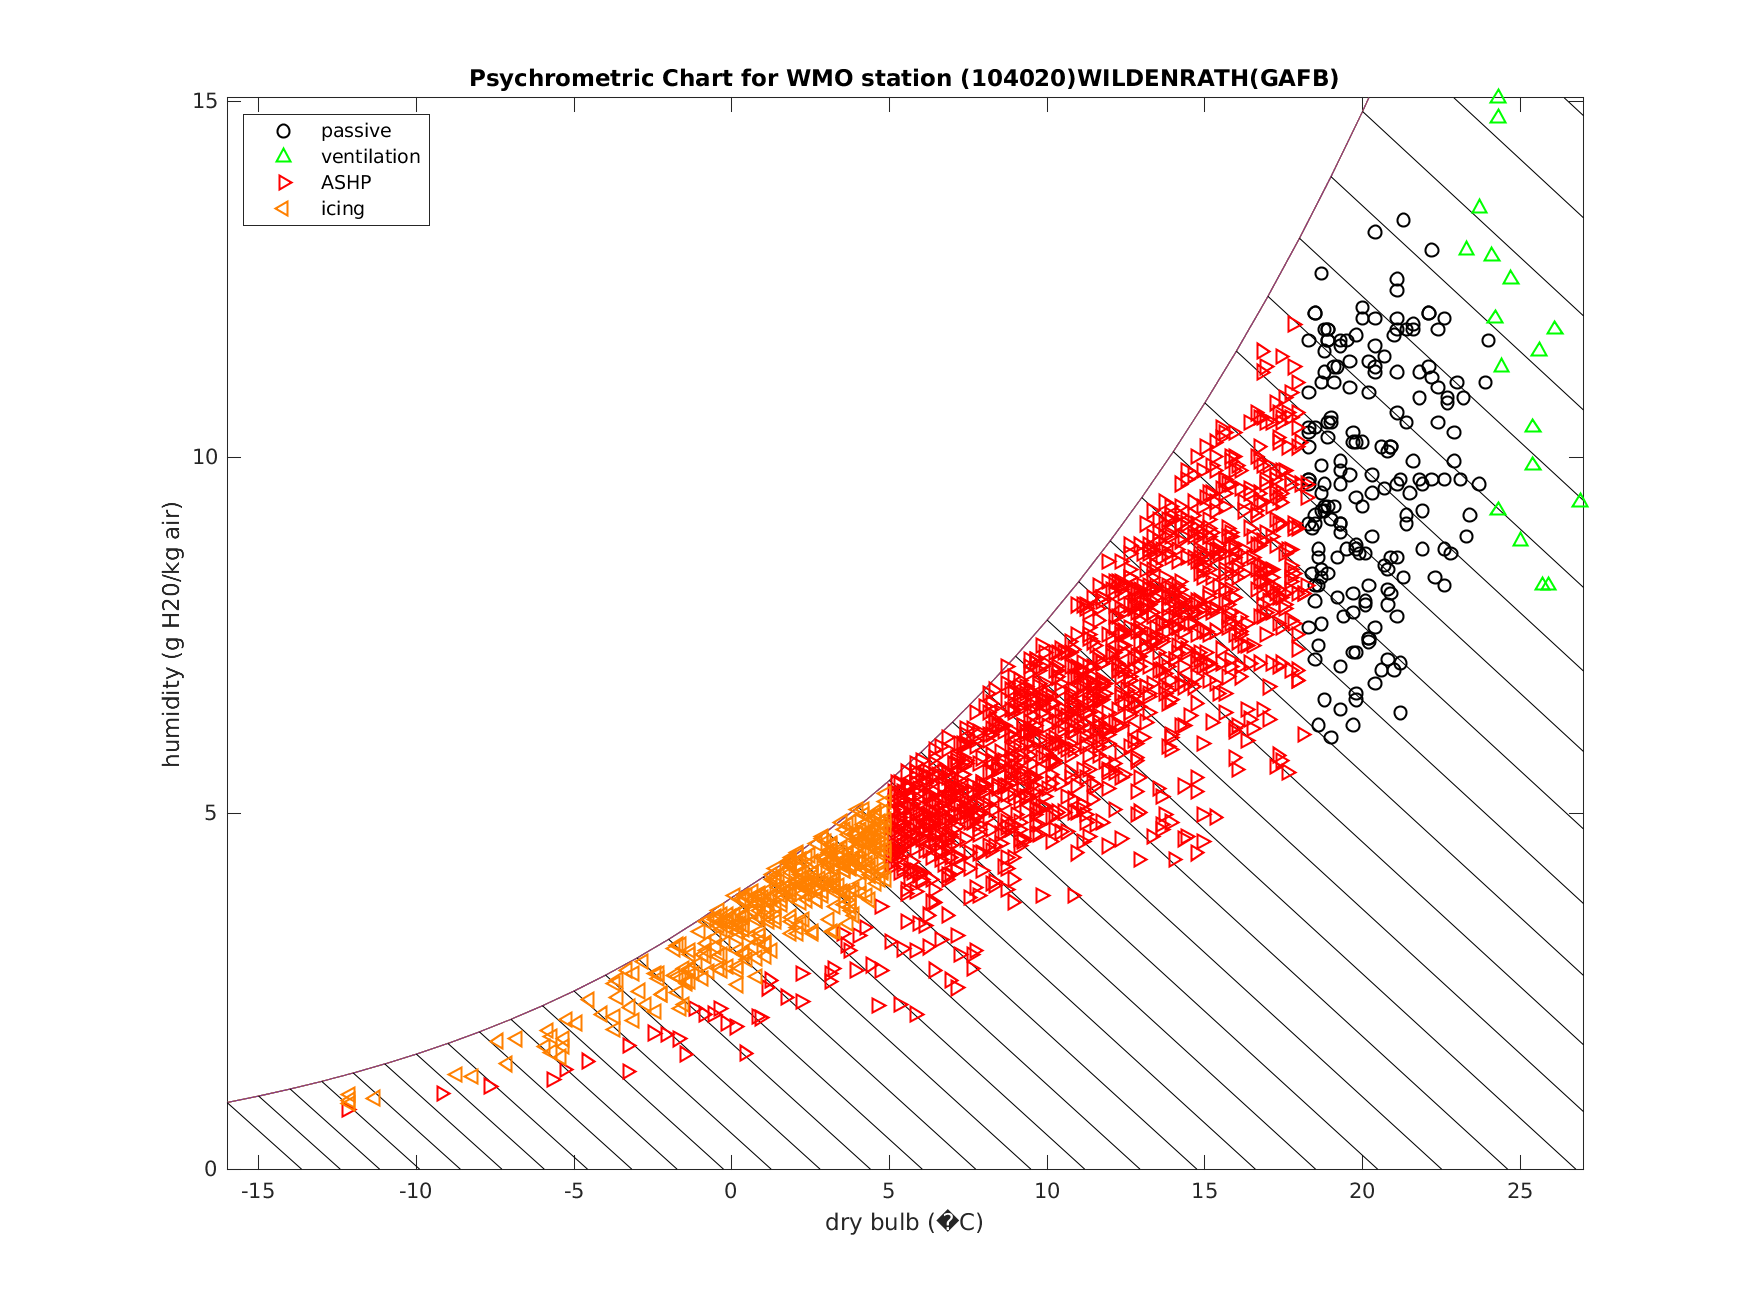 Psychrometric Chart for WMO station (104020)WILDENRATH(GAFB)
passive
ventilation
ASHP
icing
humidity (g H20/kg air)
15
10
5
0
-15 -10 -5 0 5 10 15 20 25
dry bulb (�C)